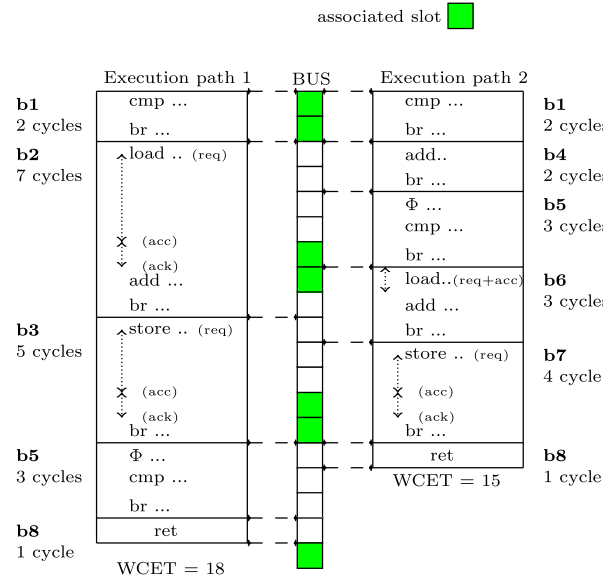 associated slot
Execution path 1
BUS
Execution path 2
b1
2 cycles
cmp ...
br ...
b2
7 cycles
load .. (req)
(acc)
(ack)
add ...
br ...
b3
5 cycles
store .. (req)
(acc)
(ack)
br ...
b5
3 cycles
Φ ...
cmp ...
br ...
b8
1 cycle
ret
WCET = 18
cmp ...
br ...
b1
2 cycles
add..
br ...
b4
2 cycles
Φ ...
cmp ...
br ...
b5
3 cycles
load..(req+acc)
add ...
br ...
b6
3 cycles
store .. (req)
(acc)
(ack)
br ...
b7
4 cycle
ret
b8
1 cycle
WCET = 15